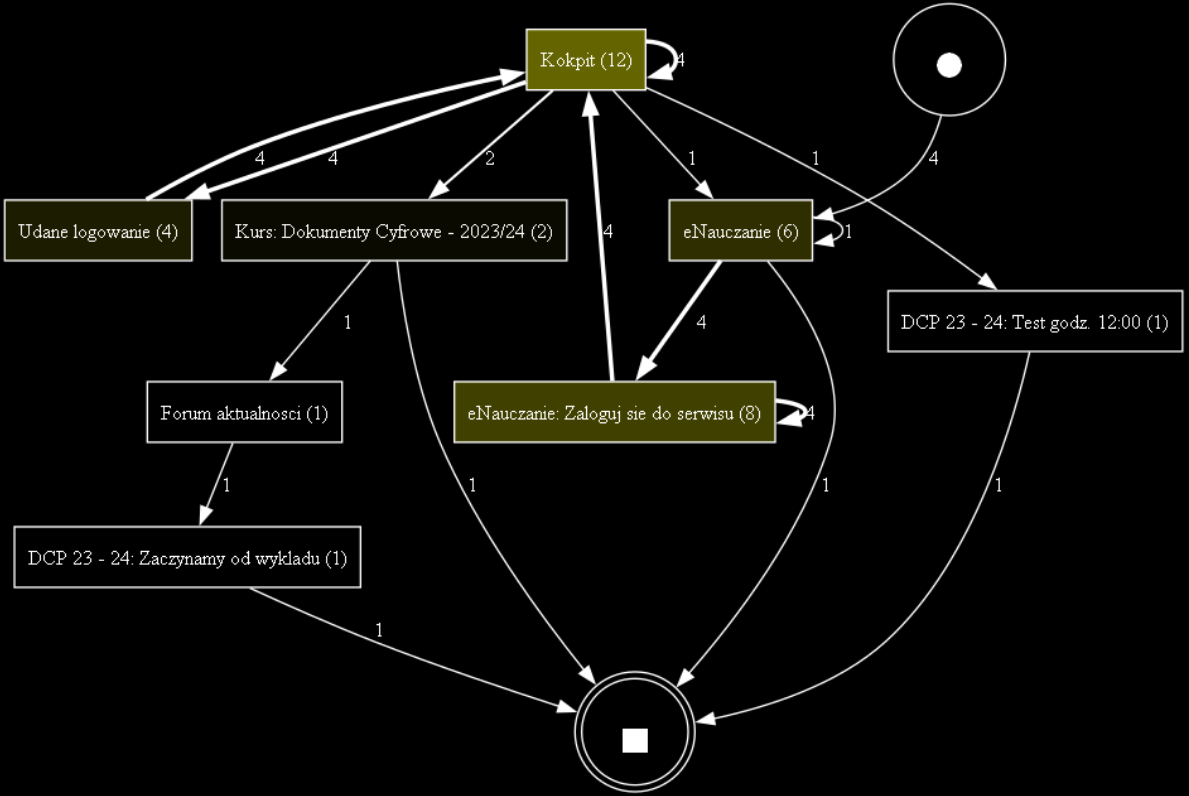 Kokpit (12)
4
4
4
2
1
1
4
Udane logowanie (4)
Kurs: Dokumenty Cyfrowe - 2023/24 (2)
4
eNauczanie (6)
1
1
4
DCP 23 - 24: Test godz. 12:00 (1)
Forum aktualnosci (1)
eNauczanie: Zaloguj sie do serwisu (8)
4
1
1
1
1
DCP 23 - 24: Zaczynamy od wykladu (1)
1